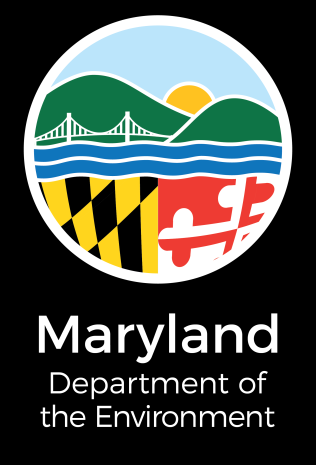 Maryland
Department of
the Environment